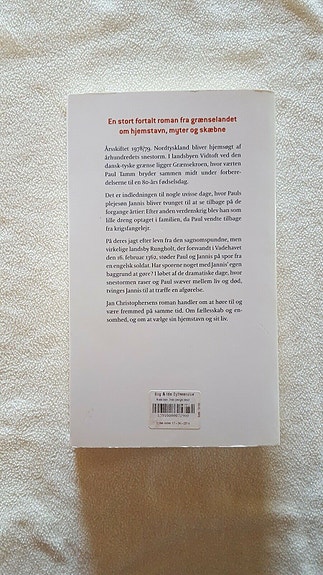 En stort fortalt roman fra grænselandet
om hjemstavn, myter og skæbne
Årsskiftet 1978/79. Nordtyskland bliver hjemsøgt af
århundredets snestorm. I landsbyen Vidtoft ved den
dansk-tyske grænse ligger Grænsekroen, hvor værten
Paul Tamm bryder sammen midt under forbere-
delserne til en 80-års fødselsdag.
Det er indledningen til nogle uvisse dage, hvor Pauls
plejesøn Jannis bliver tvunget til at se tilbage på de
forgange årtier: Efter anden verdenskrig blev han som
lille dreng optaget i familien, da Paul vendte tilbage
fra krigsfangelejr.
På deres jagt efter levn fra den sagnomspundne, men
virkelige landsby Rungholt, der forsvandt i Vadehavet
den 16. februar 1362, støder Paul og Jannis på spor fra
en engelsk soldat. Har sporene noget med Jannis' egen
baggrund at gøre? I løbet af de dramatiske dage, hvor
snestormen raser og Paul svæver mellem liv og død,
tvinges Jannis til at træffe en afgørelse.
Jan Christophersens roman handler om at høre til og
være fremmed på samme tid. Om fællesskab og en-
somhed, og om at vælge sin hjemstavn og sit liv.
Bog & Ide